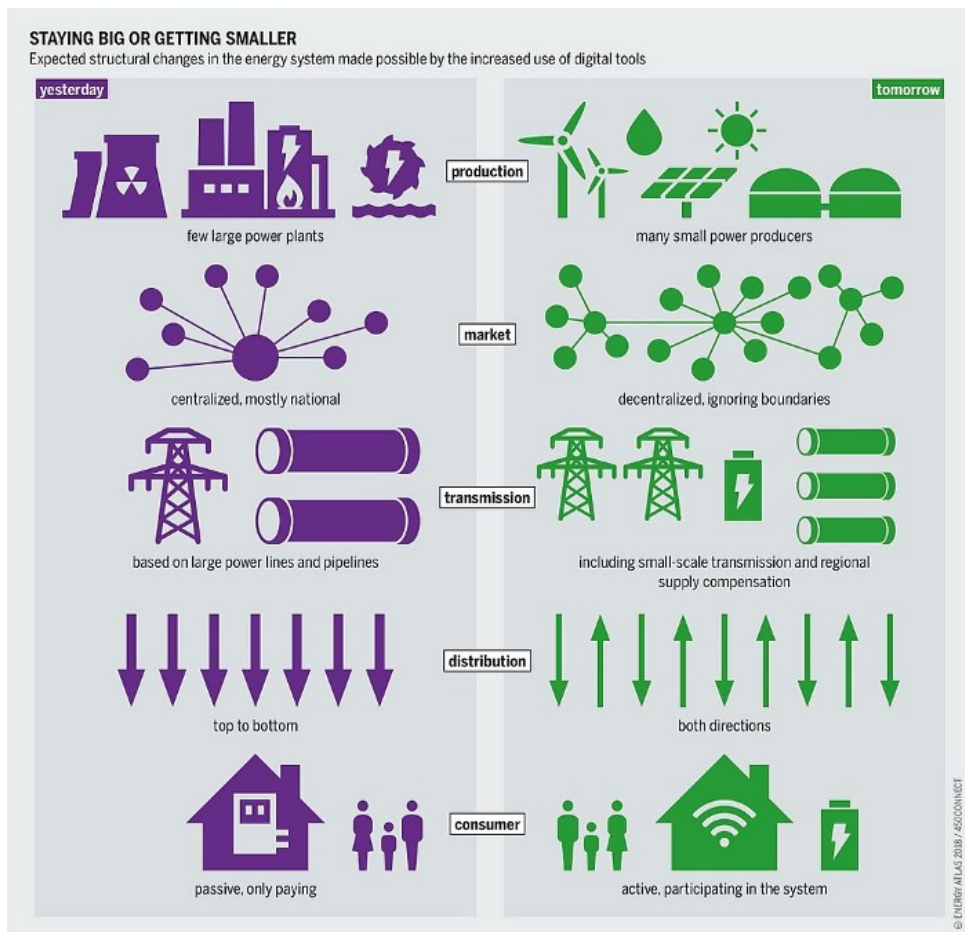 STAYING BIG OR GETTING SMALLER
Expected structural changes in the energy system made possible by the increased use of digital tools
yesterday
tomorrow
production
few large power plants
many small power producers
market
centralized, mostly national
decentralized, ignoring boundaries
transmission
based on large power lines and pipelines
including small-scale transmission and regional
supply compensation
distribution
top to bottom
both directions
consumer
passive, only paying
active, participating in the system
© ENERGY ATLAS 2018 / 450CONNECT